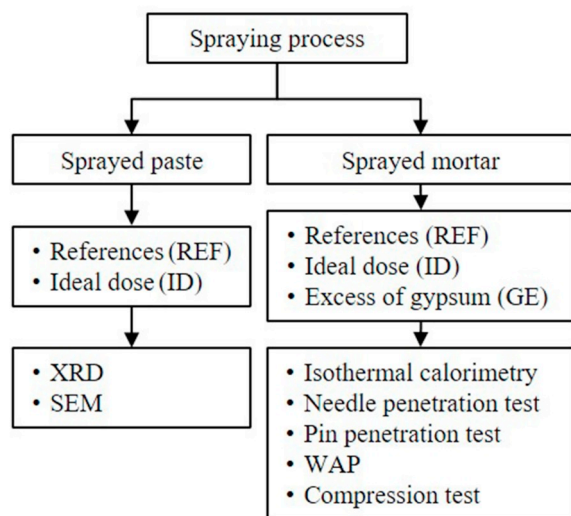 Spraying process
Sprayed paste
Sprayed mortar
• References (REF)
• Ideal dose (ID)
• References (REF)
• Ideal dose (ID)
• Excess of gypsum (GE)
• XRD
• SEM
• Isothermal calorimetry
• Needle penetration test
• Pin penetration test
• WAP
• Compression test